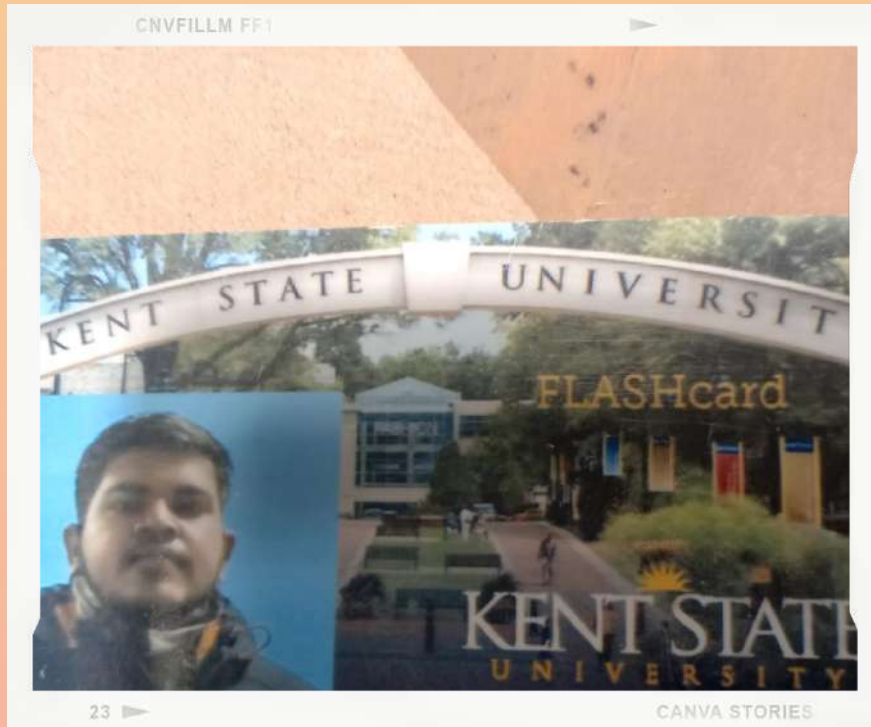 CNVFILLM FF1
KENT STATE UNIVERSIT
FLASHcard
KENT STATE
UNIVERSITY
23
CANVA STORIES